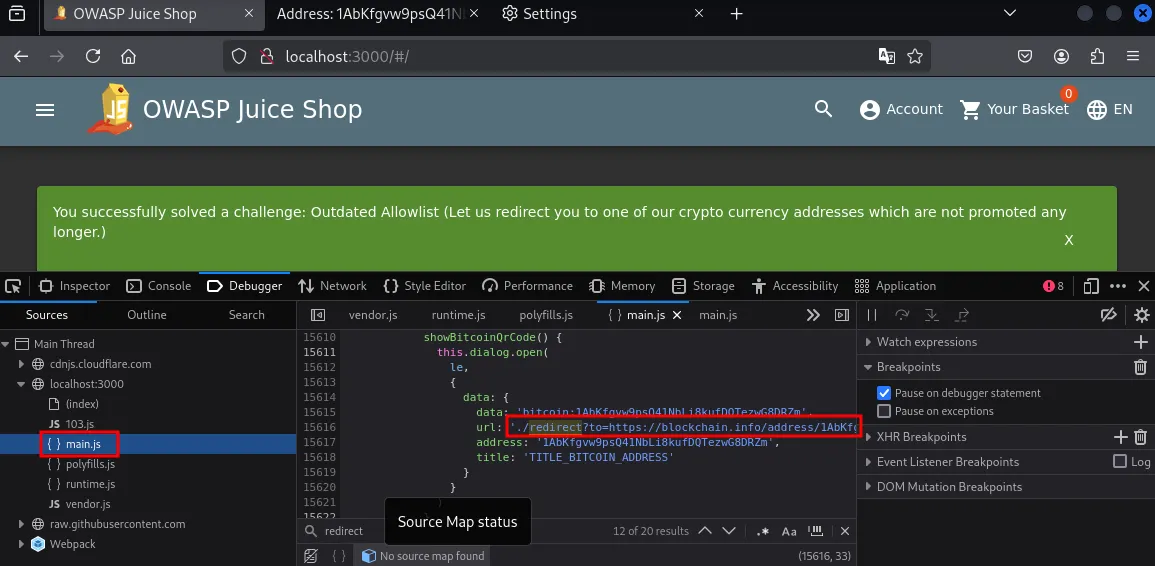 OWASP Juice Shop
Address: 1AbKfgvw9psQ41N
Settings
localhost:3000/#/
OWASP Juice Shop
Account
Your Basket
0
EN
You successfully solved a challenge: Outdated Allowlist (Let us redirect you to one of our crypto currency addresses which are not promoted any
longer.)
X
Inspector
Console
Debugger
Network
Style Editor
Performance
Memory
Storage
Accessibility
Application
8
Sources
Outline
Search
Main Thread
cdnjs.cloudflare.com
localhost:3000
(index)
JS 103.js
{ } main.js
{ } polyfills.js
{ } runtime.js
JS vendor.js
raw.githubusercontent.com
Webpack
vendor.js
runtime.js
polyfills.js
{ } main.js
main.js
15610 showBitcoinQrCode() {
15611 this.dialog.open(
15612 le,
15613 {
15614 data: {
15615 data: 'bitcoin:1AbKfgvw9psQ41NbLi8kufDQTezwG8DRZm',
15616 url: './redirect?to=https://blockchain.info/address/1AbKfg
15617 address: '1AbKfgvw9psQ41NbLi8kufDQTezwG8DRZm',
15618 title: 'TITLE_BITCOIN_ADDRESS'
15619 }
15620 }
15621 )
15622
Source Map status
redirect
12 of 20 results
.*
Aa
{ }
No source map found
(15616, 33)
Watch expressions
Breakpoints
Pause on debugger statement
Pause on exceptions
XHR Breakpoints
Event Listener Breakpoints
Log
DOM Mutation Breakpoints